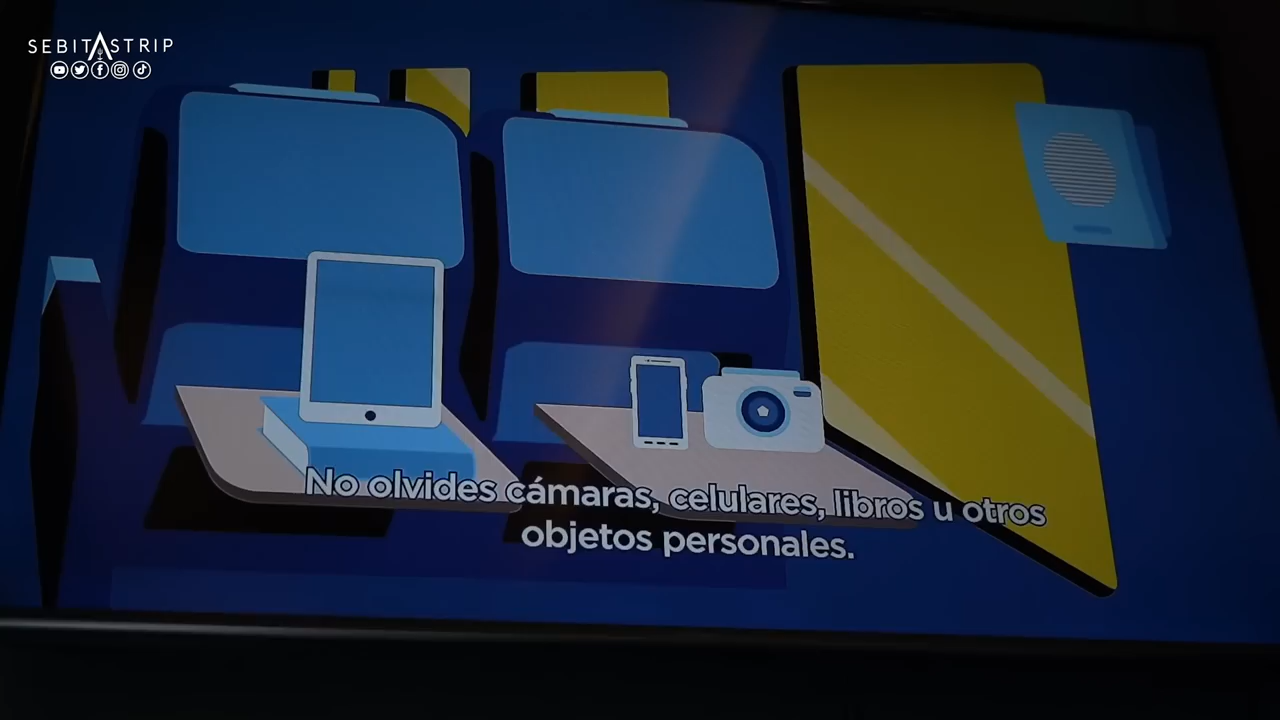 SEBITASTRIP
No olvides cámaras, celulares, libros u otros
objetos personales.